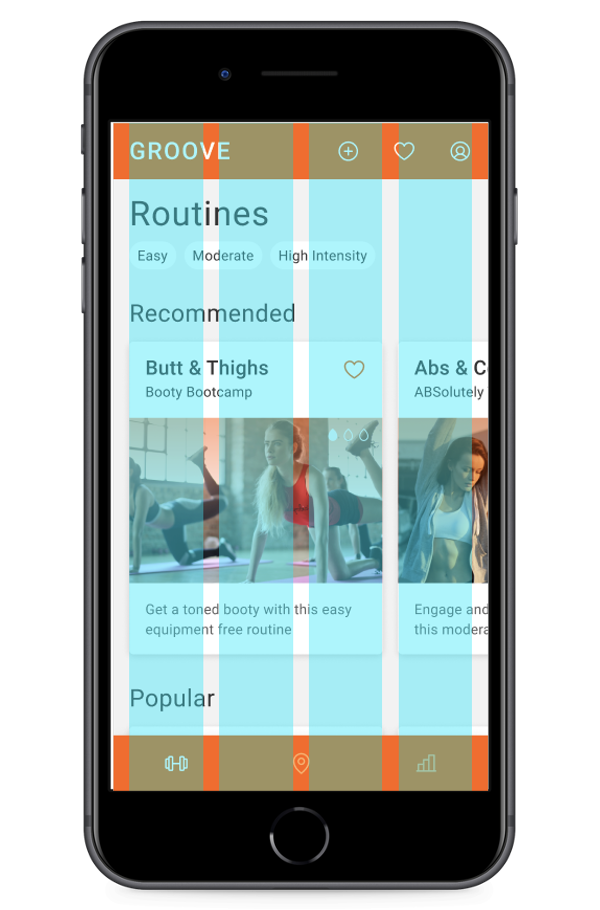 GROOVE
Routines
Easy Moderate High Intensity
Recommended
Butt & Thighs
Booty Bootcamp
Abs &
ABSolutely
Get a toned booty with this easy
equipment free routine
Engage and
this
Popular